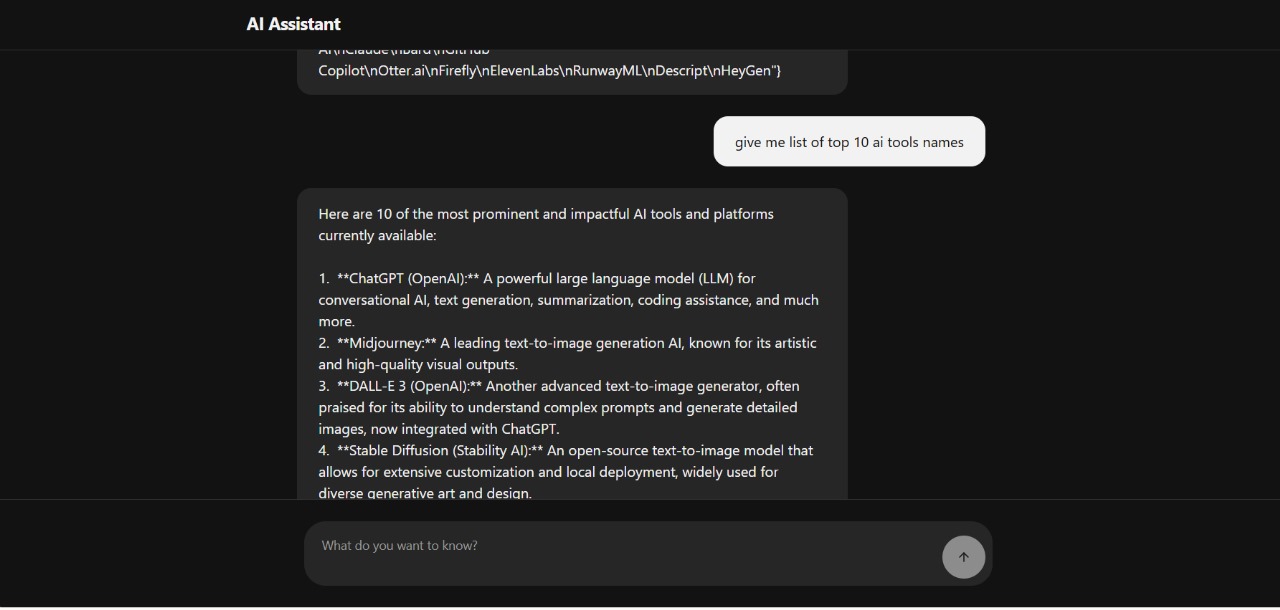 AI Assistant
AI\nClaude\nBard\nGitHub
Copilot\nOtter.ai\nFirefly\nElevenLabs\nRunwayML\nDescript\nHeyGen"}
give me list of top 10 ai tools names
Here are 10 of the most prominent and impactful AI tools and platforms
currently available:
1. **ChatGPT (OpenAI):** A powerful large language model (LLM) for
conversational AI, text generation, summarization, coding assistance, and much
more.
2. **Midjourney:** A leading text-to-image generation AI, known for its artistic
and high-quality visual outputs.
3. **DALL-E 3 (OpenAI):** Another advanced text-to-image generator, often
praised for its ability to understand complex prompts and generate detailed
images, now integrated with ChatGPT.
4. **Stable Diffusion (Stability AI):** An open-source text-to-image model that
allows for extensive customization and local deployment, widely used for
diverse generative art and design.
What do you want to know?